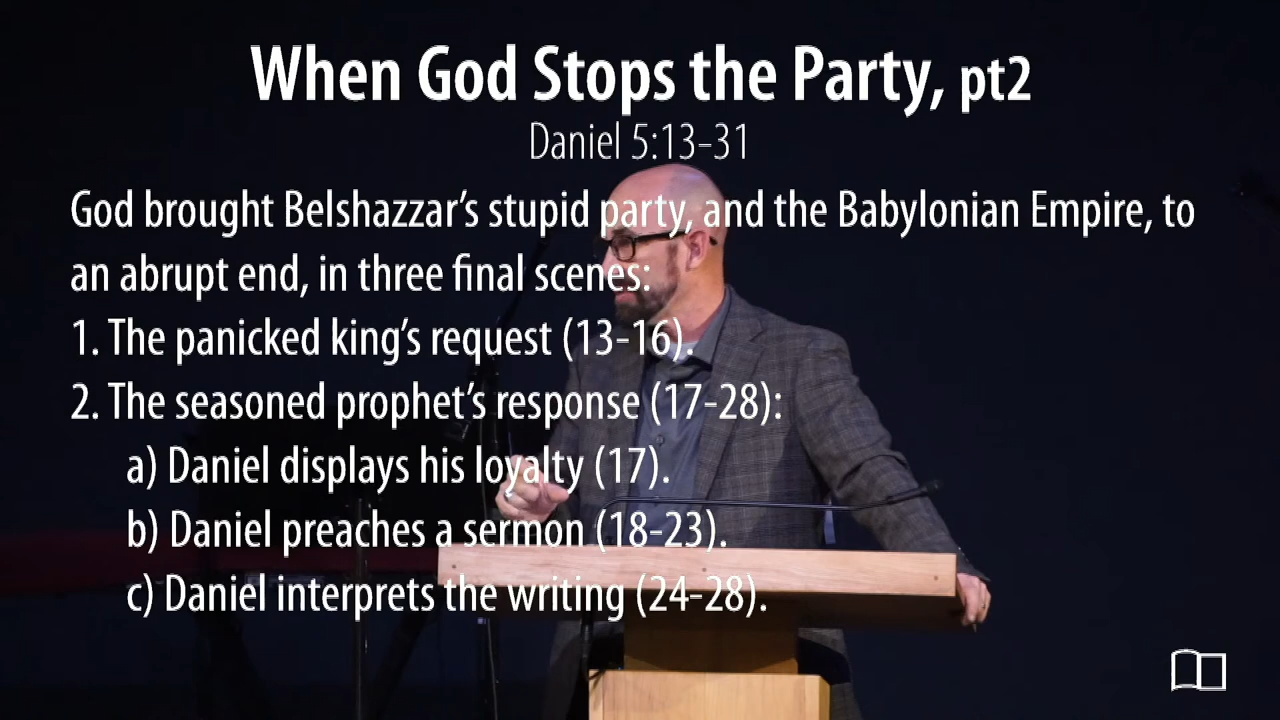 When God Stops the Party, pt2
Daniel 5:13-31
God brought Belshazzar's stupid party, and the Babylonian Empire, to
an abrupt end, in three final scenes:
1. The panicked king's request (13-16).
2. The seasoned prophet's response (17-28):
a) Daniel displays his loyalty (17).
b) Daniel preaches a sermon (18-23).
c) Daniel interprets the writing (24-28).